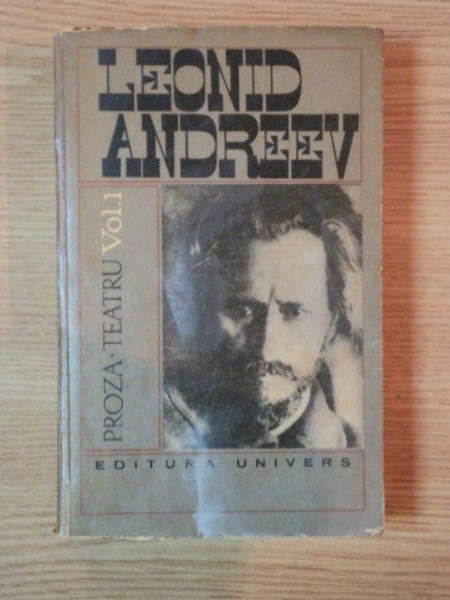 LEONID
ANDREEV
PROZA · TEATRU Vol.1
EDITURA UNIVERS